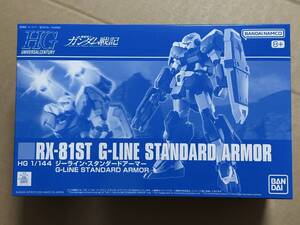 HG
UNIVERSAL CENTURY
ガンダム戦記
BANDAI NAMCO
8+
RX-81ST G-LINE STANDARD ARMOR
HG 1/144 ジーライン・スタンダードアーマー
G-LINE STANDARD ARMOR
BAN
DAI